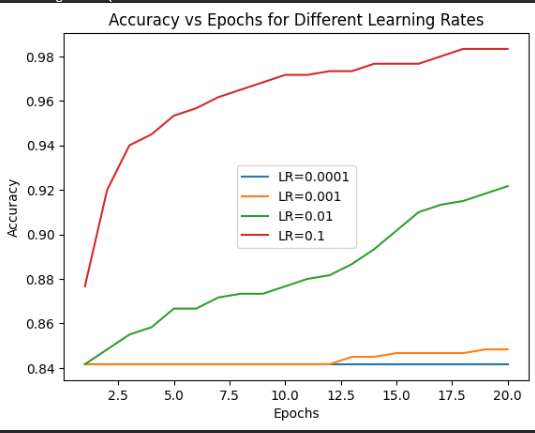 Accuracy vs Epochs for Different Learning Rates
0.98
0.96
0.94
0.92
0.90
0.88
0.86
0.84
Accuracy
LR=0.0001
LR=0.001
LR=0.01
LR=0.1
2.5 5.0 7.5 10.0 12.5 15.0 17.5 20.0
Epochs